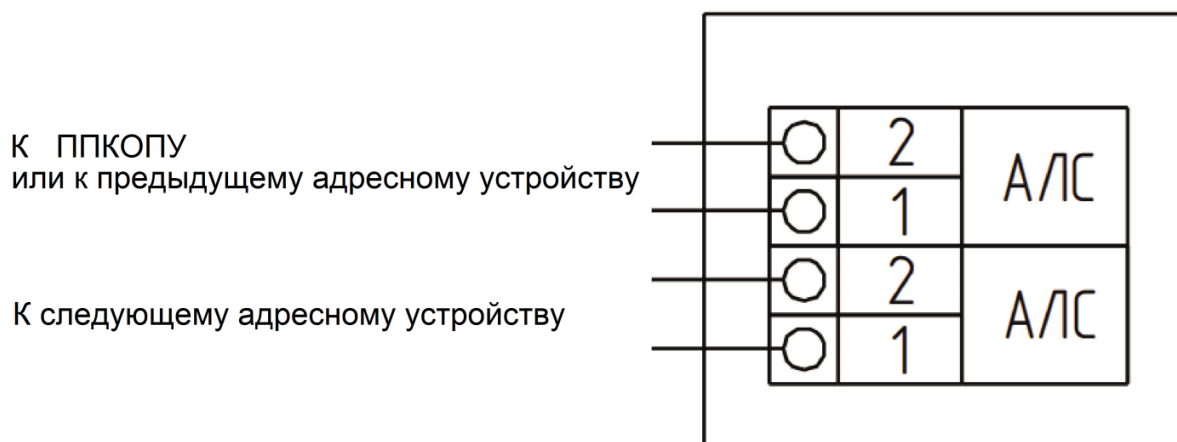 К ППКОПУ
или к предыдущему адресному устройству
К следующему адресному устройству
2
1
АЛС
2
1
АЛС